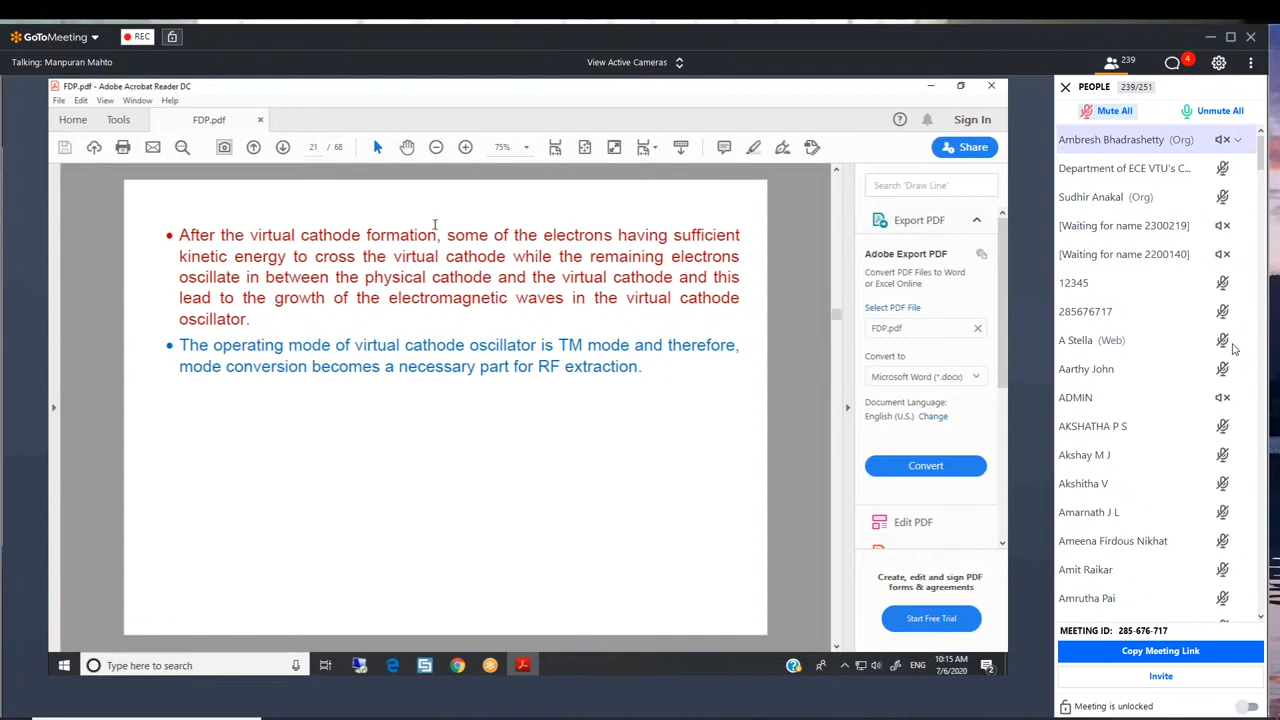 GoToMeeting
REC
Talking: Manpuran Mahto
View Active Cameras
239
4
FDP.pdf - Adobe Acrobat Reader DC
File Edit View Window Help
Home Tools FDP.pdf Sign In
21 / 68
75%
Share
After the virtual cathode formation, some of the electrons having sufficient
kinetic energy to cross the virtual cathode while the remaining electrons
oscillate in between the physical cathode and the virtual cathode and this
lead to the growth of the electromagnetic waves in the virtual cathode
oscillator.
The operating mode of virtual cathode oscillator is TM mode and therefore,
mode conversion becomes a necessary part for RF extraction.
Search 'Draw Line'
Export PDF
Adobe Export PDF
Convert PDF Files to Word
or Excel Online
Select PDF File
FDP.pdf
Convert to
Microsoft Word (*.docx)
Document Language:
English (U.S.) Change
Convert
Edit PDF
Create, edit and sign PDF
forms & agreements
Start Free Trial
Type here to search
ENG
10:15 AM
7/6/2020
2
PEOPLE 239/251
Mute All Unmute All
Ambresh Bhadrashetty (Org)
Department of ECE VTU's C...
Sudhir Anakal (Org)
[Waiting for name 2300219]
[Waiting for name 2200140]
12345
285676717
A Stella (Web)
Aarthy John
ADMIN
AKSHATHA P S
Akshay M J
Akshitha V
Amarnath J L
Ameena Firdous Nikhat
Amit Raikar
Amrutha Pai
MEETING ID: 285-676-717
Copy Meeting Link
Invite
Meeting is unlocked